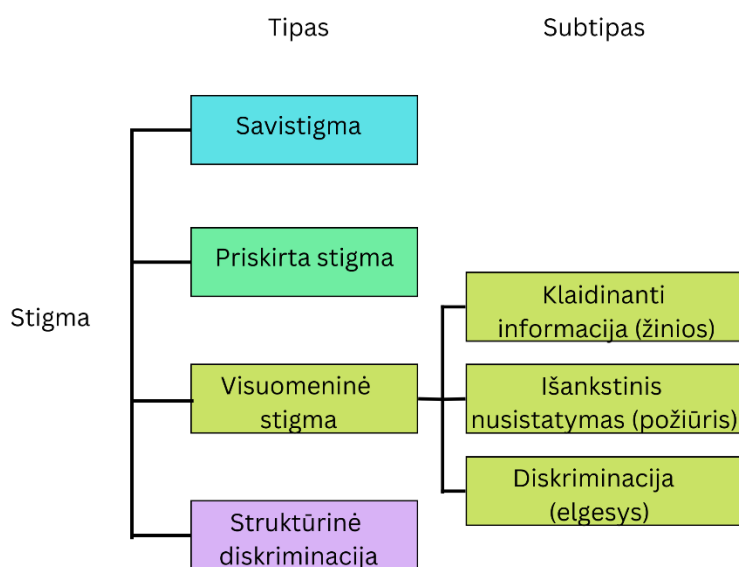 Tipas
Subtipas
Stigma
Savistigma
Priskirta stigma
Visuomeninė
stigma
Struktūrinė
diskriminacija
Klaidinanti
informacija (žinios)
Išankstinis
nusistatymas (požiūris)
Diskriminacija
(elgesys)